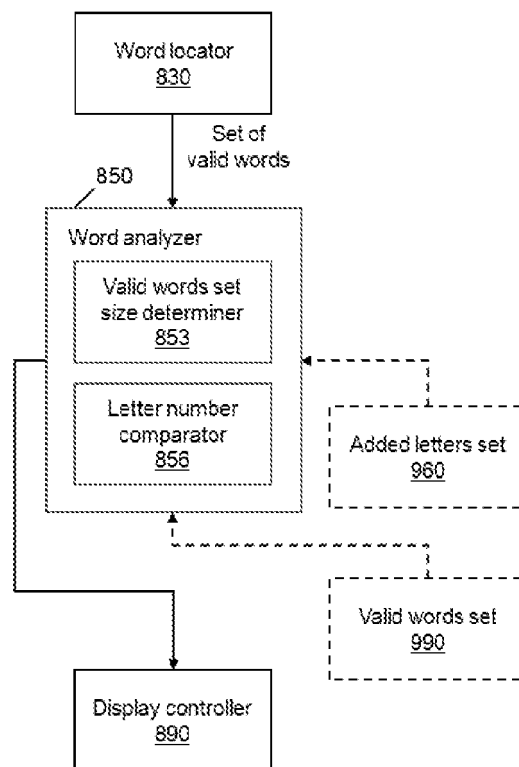 Word locator
830
Set of
valid words
850
Word analyzer
Valid words set
size determiner
853
Letter number
comparator
856
Added letters set
960
Valid words set
990
Display controller
890